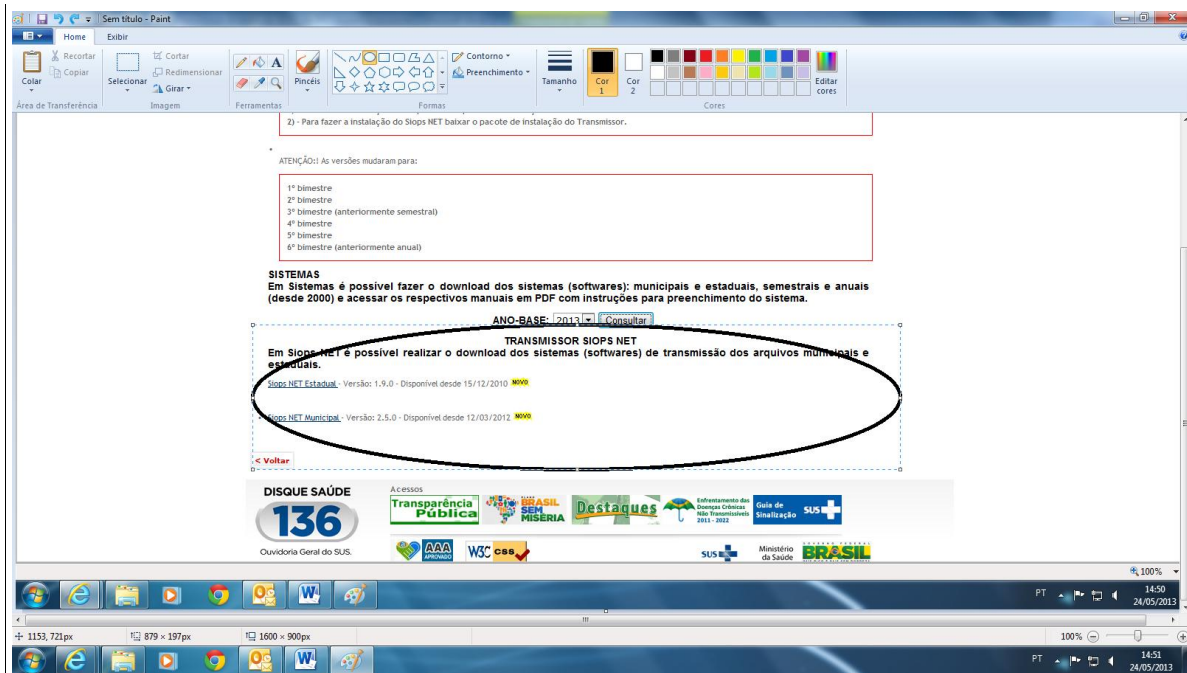 Sem título - Paint
Home Exibir
Colar
Recortar
Copiar
Área de Transferência
Selecionar
Cortar
Redimensionar
Girar
Imagem
A
Ferramentas
Pincéis
Contorno
Preenchimento
Formas
Tamanho
Cor 1
Cor 2
Editar cores
Cores
2) - Para fazer a instalação do Siops NET baixar o pacote de instalação do Transmissor.
ATENÇÃO:! As versões mudaram para:
1º bimestre
2º bimestre
3º bimestre (anteriormente semestral)
4º bimestre
5º bimestre
6º bimestre (anteriormente anual)
SISTEMAS
Em Sistemas é possível fazer o download dos sistemas (softwares): municipais e estaduais, semestrais e anuais
(desde 2000) e acessar os respectivos manuais em PDF com instruções para preenchimento do sistema.
ANO-BASE: 2013 Consultar
TRANSMISSOR SIOPS NET
Em Siops NET é possível realizar o download dos sistemas (softwares) de transmissão dos arquivos municipais e
estaduais.
Siops NET Estadual - Versão: 1.9.0 - Disponível desde 15/12/2010 NOVO
Siops NET Municipal - Versão: 2.5.0 - Disponível desde 12/03/2012 NOVO
< Voltar
DISQUE SAÚDE
136
Ouvidoria Geral do SUS.
Acessos
Transparência
Pública
BRASIL
SEM
MISÉRIA
Destaques
Enfrentamento das
Doenças Crônicas
Não Transmissíveis
2011 - 2022
Guia de
Sinalização
SUS
AAA
APROVADO
W3C css
SUS
Ministério
da Saúde
BRASIL
100%
PT
14:50
24/05/2013
1153, 721px
879 × 197px
1600 × 900px
100%
PT
14:51
24/05/2013